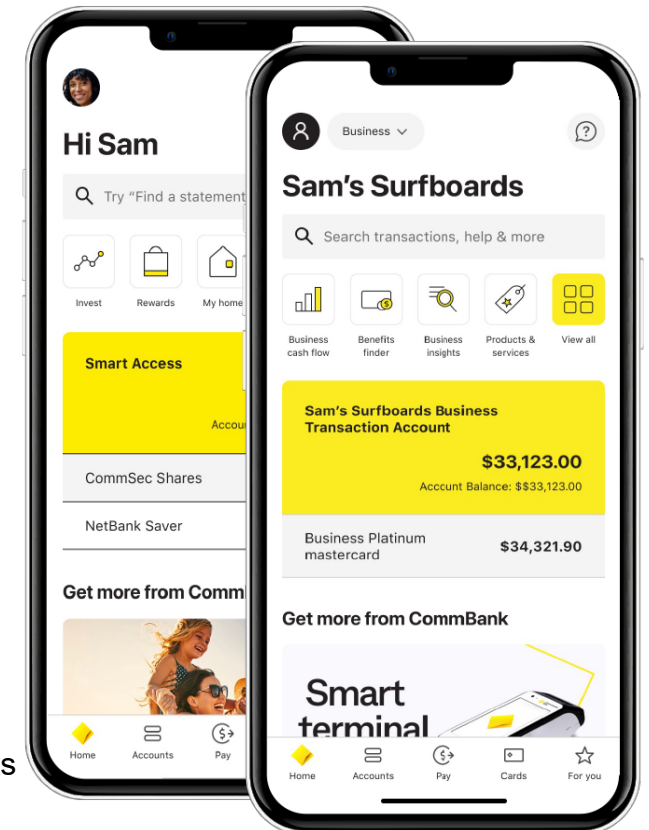 Hi Sam
Try "Find a statement
Invest
Rewards
My home
Smart Access
Accou
CommSec Shares
NetBank Saver
Get more from Comm
Home
Accounts
Pay
s
Business
?
Sam's Surfboards
Search transactions, help & more
Business
cash flow
Benefits
finder
Business
insights
Products &
services
View all
Sam's Surfboards Business
Transaction Account
$33,123.00
Account Balance: $$33,123.00
Business Platinum
mastercard
$34,321.90
Get more from CommBank
Smart
terminal
Home
Accounts
Pay
Cards
For you